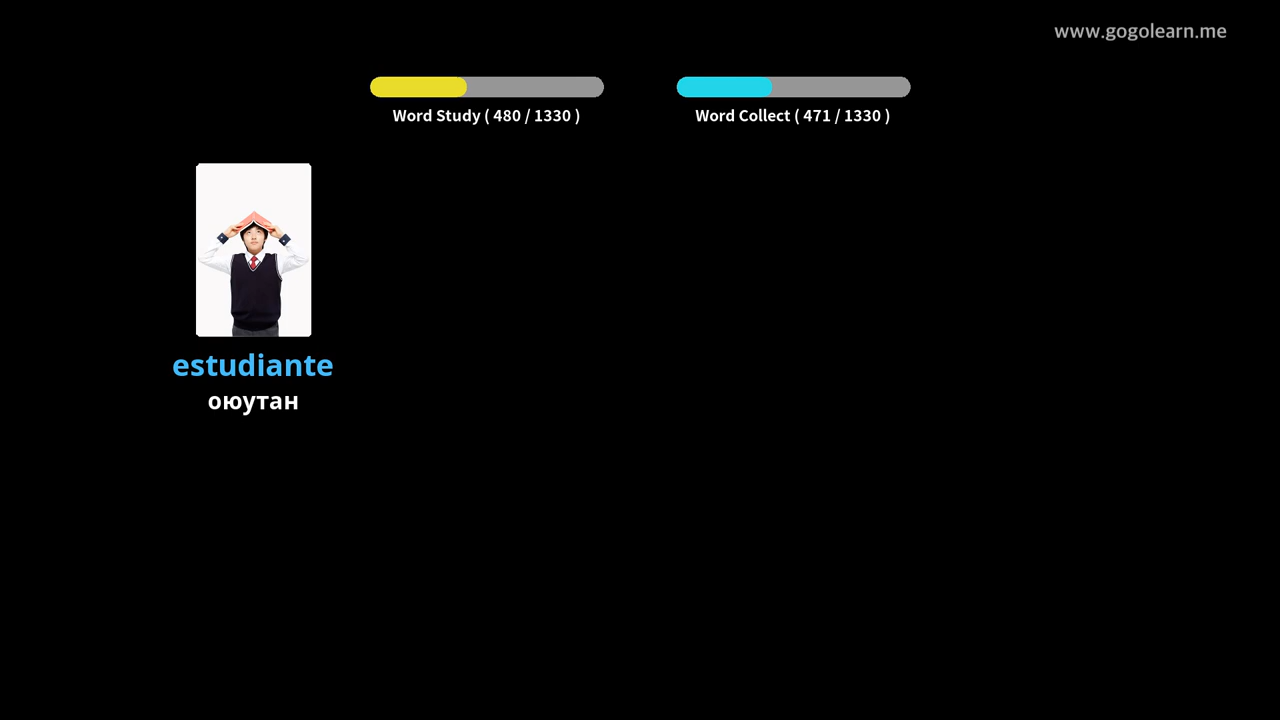 www.gogolearn.me
Word Study ( 480 / 1330 )
Word Collect ( 471 / 1330 )
estudiante
оюутан